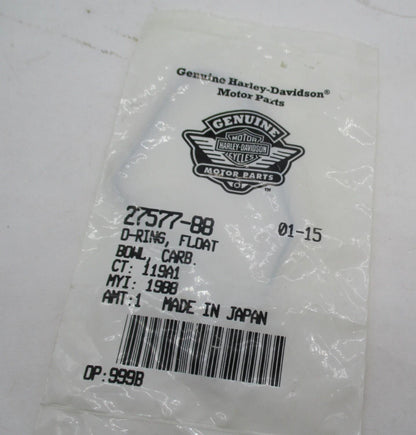 Genuine Harley-Davidson®
Motor Parts
GENUINE
MOTOR
HARLEY-DAVIDSON
CYCLES
MOTOR PARTS
™
27577-88
01-15
O-RING, FLOAT
BOWL, CARB.
CT: 119A1
MYI: 1988
AMT:1 MADE IN JAPAN
OP:999B